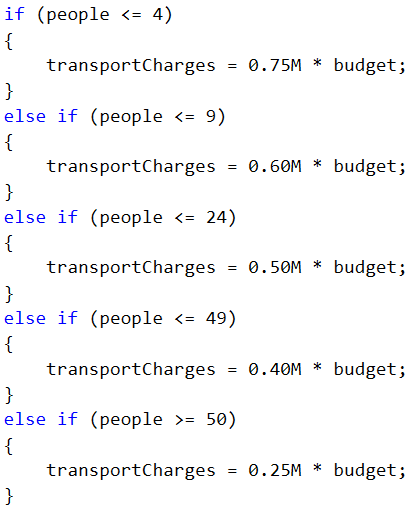 if (people <= 4)
{
    transportCharges = 0.75M * budget;
}
else if (people <= 9)
{
    transportCharges = 0.60M * budget;
}
else if (people <= 24)
{
    transportCharges = 0.50M * budget;
}
else if (people <= 49)
{
    transportCharges = 0.40M * budget;
}
else if (people >= 50)
{
    transportCharges = 0.25M * budget;
}